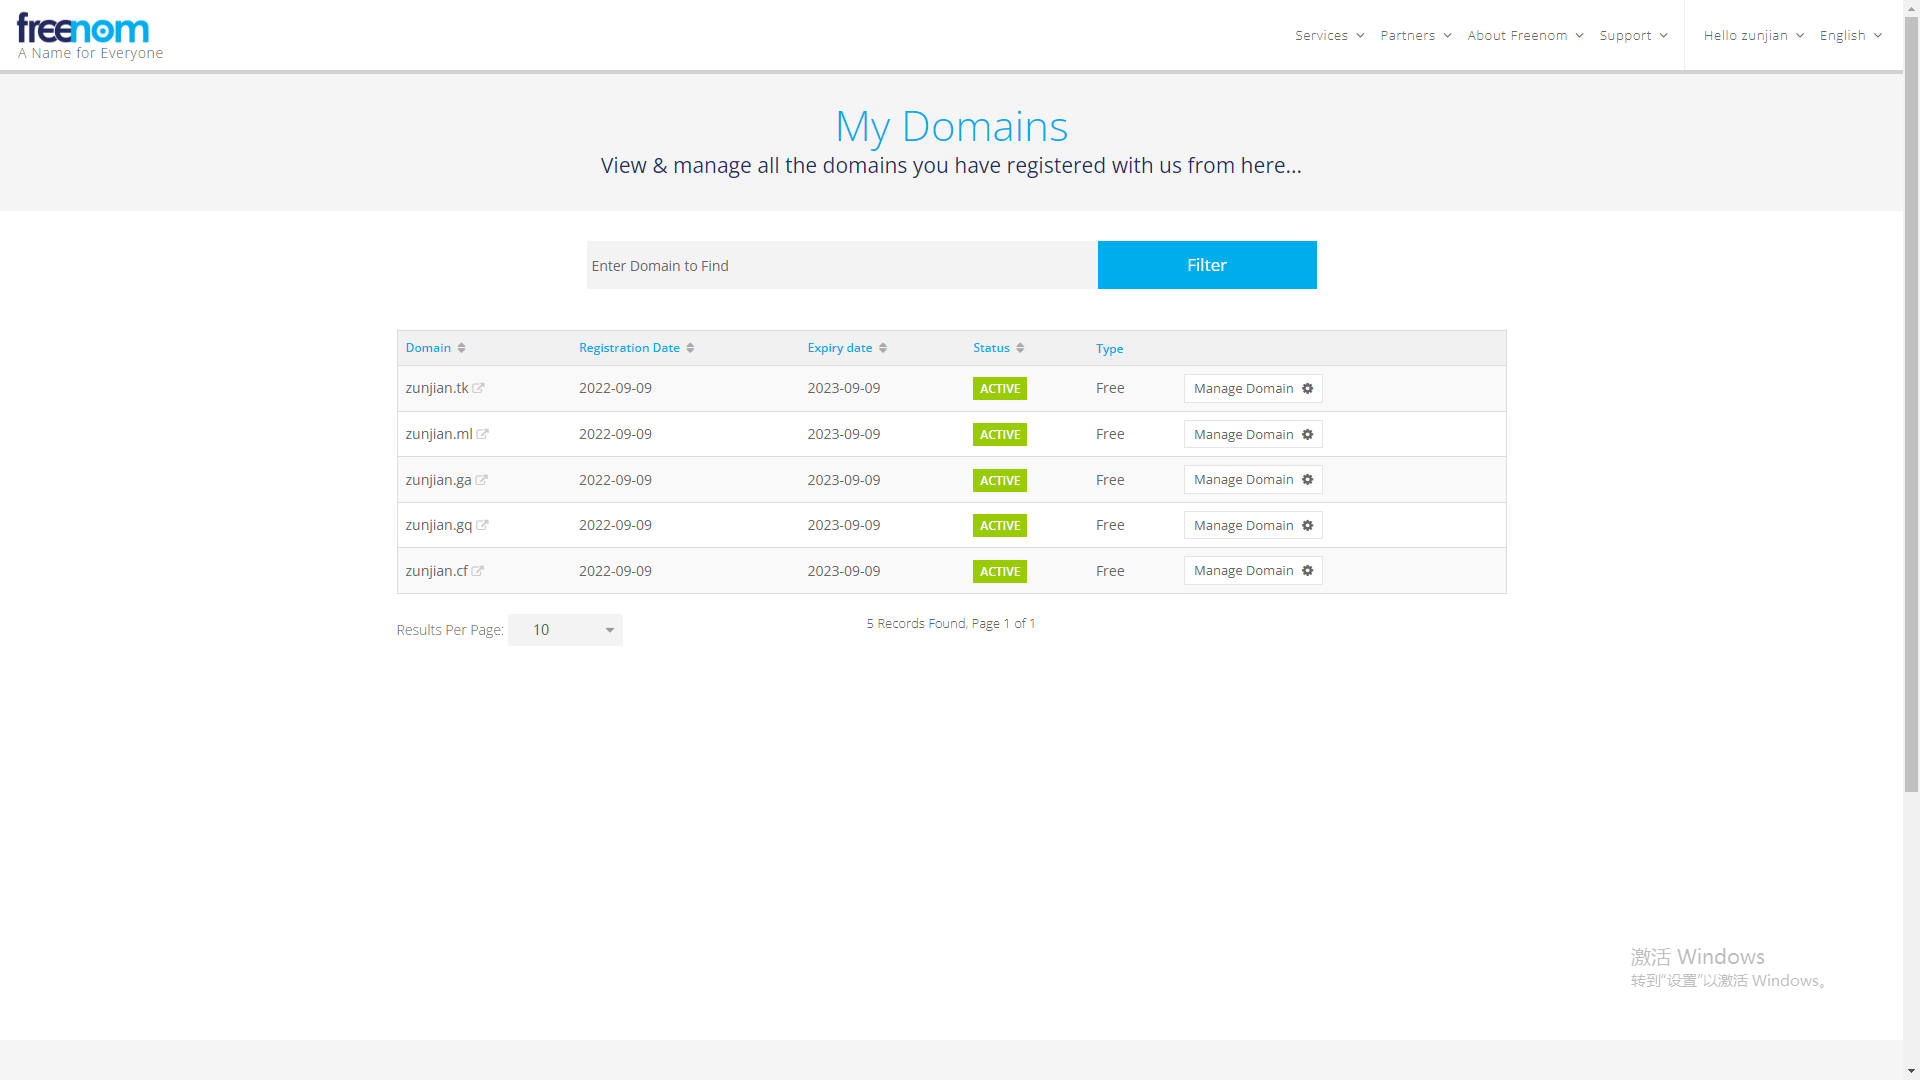 freenom
A Name for Everyone
Services Partners About Freenom Support Hello zunjian English
My Domains
View & manage all the domains you have registered with us from here...
Enter Domain to Find Filter
Domain Registration Date Expiry date Status Type
zunjian.tk 2022-09-09 2023-09-09 ACTIVE Free Manage Domain
zunjian.ml 2022-09-09 2023-09-09 ACTIVE Free Manage Domain
zunjian.ga 2022-09-09 2023-09-09 ACTIVE Free Manage Domain
zunjian.gq 2022-09-09 2023-09-09 ACTIVE Free Manage Domain
zunjian.cf 2022-09-09 2023-09-09 ACTIVE Free Manage Domain
Results Per Page: 10 5 Records Found, Page 1 of 1
激活 Windows
转到“设置”以激活 Windows。